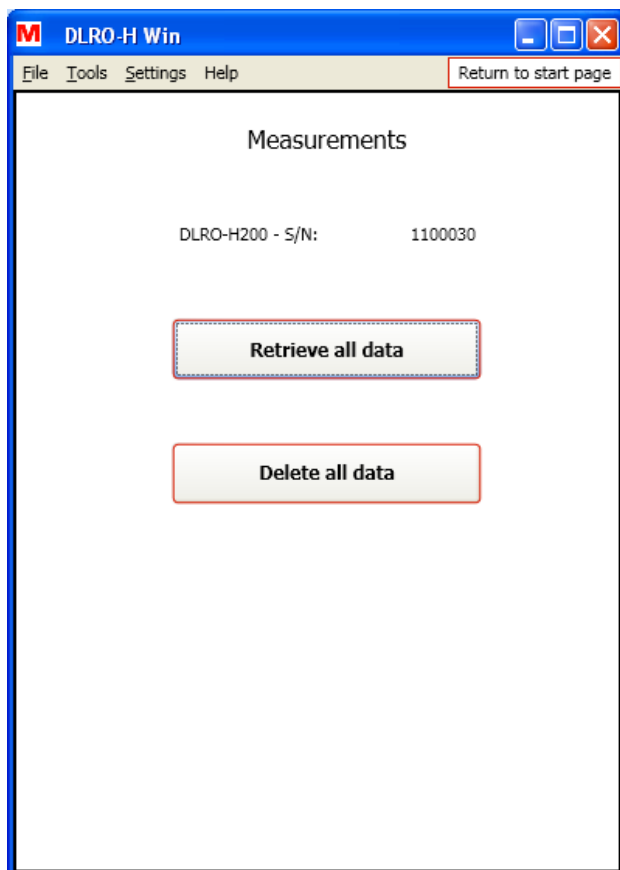 M DLRO-H Win
File Tools Settings Help Return to start page
Measurements
DLRO-H200 - S/N: 1100030
Retrieve all data
Delete all data